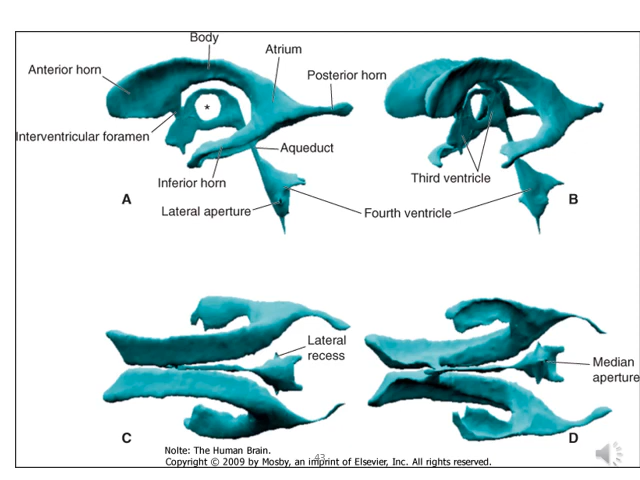 Body
Atrium
Anterior horn
Posterior horn
*
Interventricular foramen
Aqueduct
Inferior horn
Third ventricle
A
B
Lateral aperture
Fourth ventricle
Lateral
recess
Median
aperture
C
D
Nolte: The Human Brain.
43
Copyright © 2009 by Mosby, an imprint of Elsevier, Inc. All rights reserved.